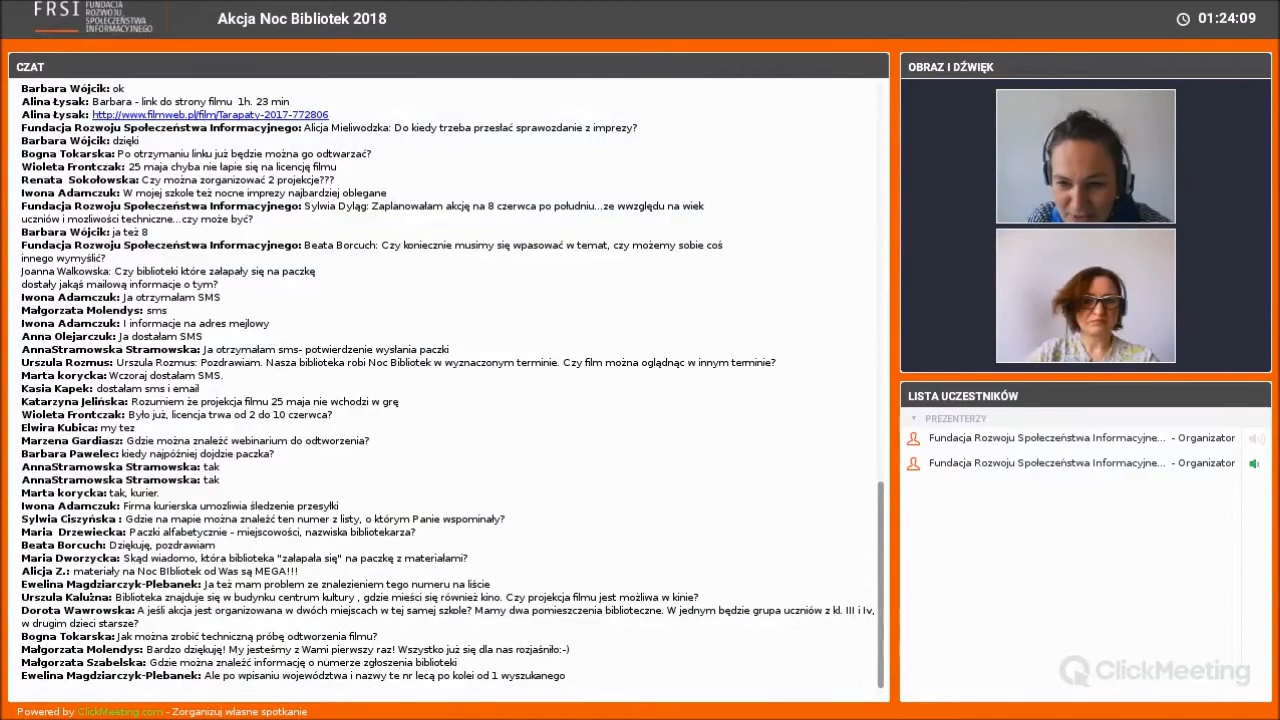 FRSI FUNDACJA
ROZWOJU
SPOŁECZEŃSTWA
INFORMACYJNEGO
Akcja Noc Bibliotek 2018
01:24:09
CZAT
Barbara Wójcik: ok
Alina Łysak: Barbara - link do strony filmu 1h. 23 min
Alina Łysak: http://www.filmweb.pl/film/Tarapaty-2017-772806
Fundacja Rozwoju Społeczeństwa Informacyjnego: Alicja Mieliwodzka: Do kiedy trzeba przesłać sprawozdanie z imprezy?
Barbara Wójcik: dzięki
Bogna Tokarska: Po otrzymaniu linku już będzie można go odtwarzać?
Wioleta Frontczak: 25 maja chyba nie łapie się na licencję filmu
Renata Sokołowska: Czy można zorganizować 2 projekcje???
Iwona Adamczuk: W mojej szkole też nocne imprezy najbardziej oblegane
Fundacja Rozwoju Społeczeństwa Informacyjnego: Sylwia Dyląg: Zaplanowałam akcję na 8 czerwca po południu...ze wwzględu na wiek
uczniów i mozliwości techniczne...czy może być?
Barbara Wójcik: ja też 8
Fundacja Rozwoju Społeczeństwa Informacyjnego: Beata Borcuch: Czy koniecznie musimy się wpasować w temat, czy możemy sobie coś
innego wymyślić?
Joanna Walkowska: Czy biblioteki które załapały się na paczkę
dostały jakąś mailową informacje o tym?
Iwona Adamczuk: Ja otrzymałam SMS
Małgorzata Molendys: sms
Iwona Adamczuk: I informacje na adres mejlowy
Anna Olejarczuk: Ja dostałam SMS
AnnaStramowska Stramowska: Ja otrzymałam sms- potwierdzenie wysłania paczki
Urszula Rozmus: Urszula Rozmus: Pozdrawiam. Nasza biblioteka robi Noc Bibliotek w wyznaczonym terminie. Czy film można oglądnąc w innym terminie?
Marta korycka: Wczoraj dostałam SMS.
Kasia Kapek: dostałam sms i email
Katarzyna Jelińska: Rozumiem że projekcja filmu 25 maja nie wchodzi w grę
Wioleta Frontczak: Było już, licencja trwa od 2 do 10 czerwca?
Elwira Kubica: my tez
Marzena Gardiasz: Gdzie można znaleźć webinarium do odtworzenia?
Barbara Pawelec: kiedy najpóźniej dojdzie paczka?
AnnaStramowska Stramowska: tak
AnnaStramowska Stramowska: tak
Marta korycka: tak, kurier.
Iwona Adamczuk: Firma kurierska umozliwia śledzenie przesyłki
Sylwia Ciszyńska : Gdzie na mapie można znaleźć ten numer z listy, o którym Panie wspominały?
Maria Drzewiecka: Paczki alfabetycznie - miejscowości, nazwiska bibliotekarza?
Beata Borcuch: Dziękuję, pozdrawiam
Maria Dworzycka: Skąd wiadomo, która biblioteka "załapała się" na paczkę z materiałami?
Alicja Z.: materiały na Noc BIbliotek od Was są MEGA!!!
Ewelina Magdziarczyk-Plebanek: Ja też mam problem ze znalezieniem tego numeru na liście
Urszula Kalużna: Biblioteka znajduje się w budynku centrum kultury , gdzie mieści się również kino. Czy projekcja filmu jest możliwa w kinie?
Dorota Wawrowska: A jeśli akcja jest organizowana w dwóch miejscach w tej samej szkole? Mamy dwa pomieszczenia biblioteczne. W jednym będzie grupa uczniów z kl. III i Iv,
w drugim dzieci starsze?
Bogna Tokarska: Jak można zrobić techniczną próbę odtworzenia filmu?
Małgorzata Molendys: Bardzo dziękuję! My jesteśmy z Wami pierwszy raz! Wszystko już się dla nas rozjaśniło:-)
Małgorzata Szabelska: Gdzie można znaleźć informację o numerze zgłoszenia biblioteki
Ewelina Magdziarczyk-Plebanek: Ale po wpisaniu województwa i nazwy te nr lecą po kolei od 1 wyszukanego
OBRAZ I DŹWIĘK
LISTA UCZESTNIKÓW
PREZENTERZY
Fundacja Rozwoju Społeczeństwa Informacyjne... - Organizator
Fundacja Rozwoju Społeczeństwa Informacyjne... - Organizator
ClickMeeting
Powered by ClickMeeting.com - Zorganizuj własne spotkanie